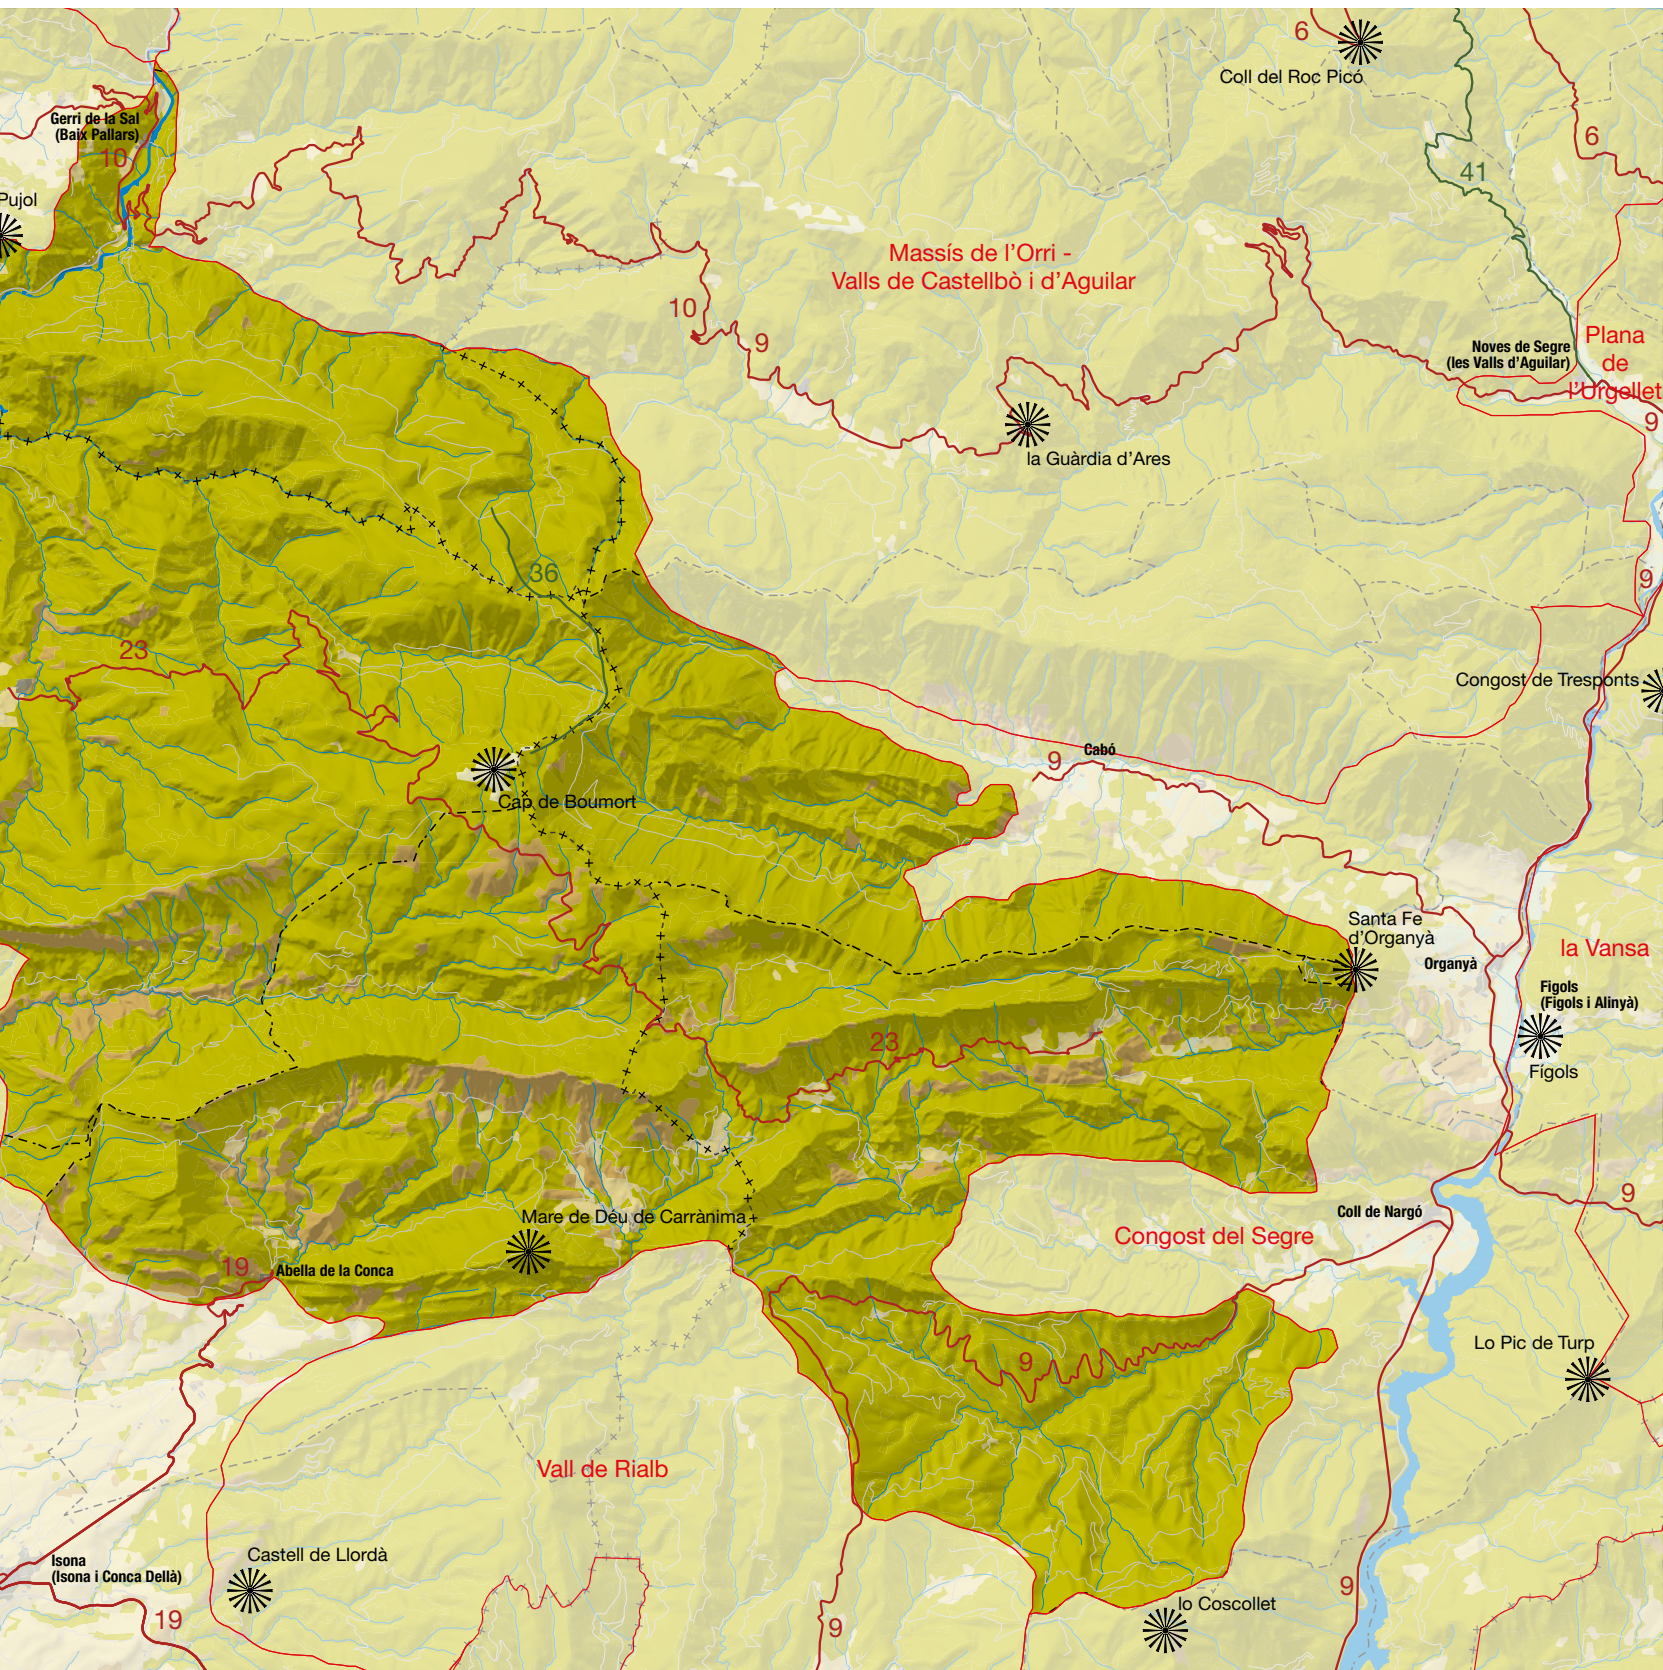 6
Coll del Roc Picó
Gerri de la Sal
(Baix Pallars)
10
6
41
Pujol
Massís de l'Orri -
Valls de Castellbò i d'Aguilar
10
9
Noves de Segre
(les Valls d'Aguilar)
Plana
de
l'Urgellet
9
la Guàrdia d'Ares
36
9
23
Congost de Tresponts
9
Cabó
Cap de Boumort
Santa Fe
d'Organyà
Organyà
la Vansa
Figols
(Figols i Alinyà)
23
Fígols
9
Coll de Nargó
Mare de Déu de Carrànima
Congost del Segre
19
Abella de la Conca
Lo Pic de Turp
9
Vall de Rialb
Isona
(Isona i Conca Dellà)
Castell de Llordà
9
lo Coscollet
19
9